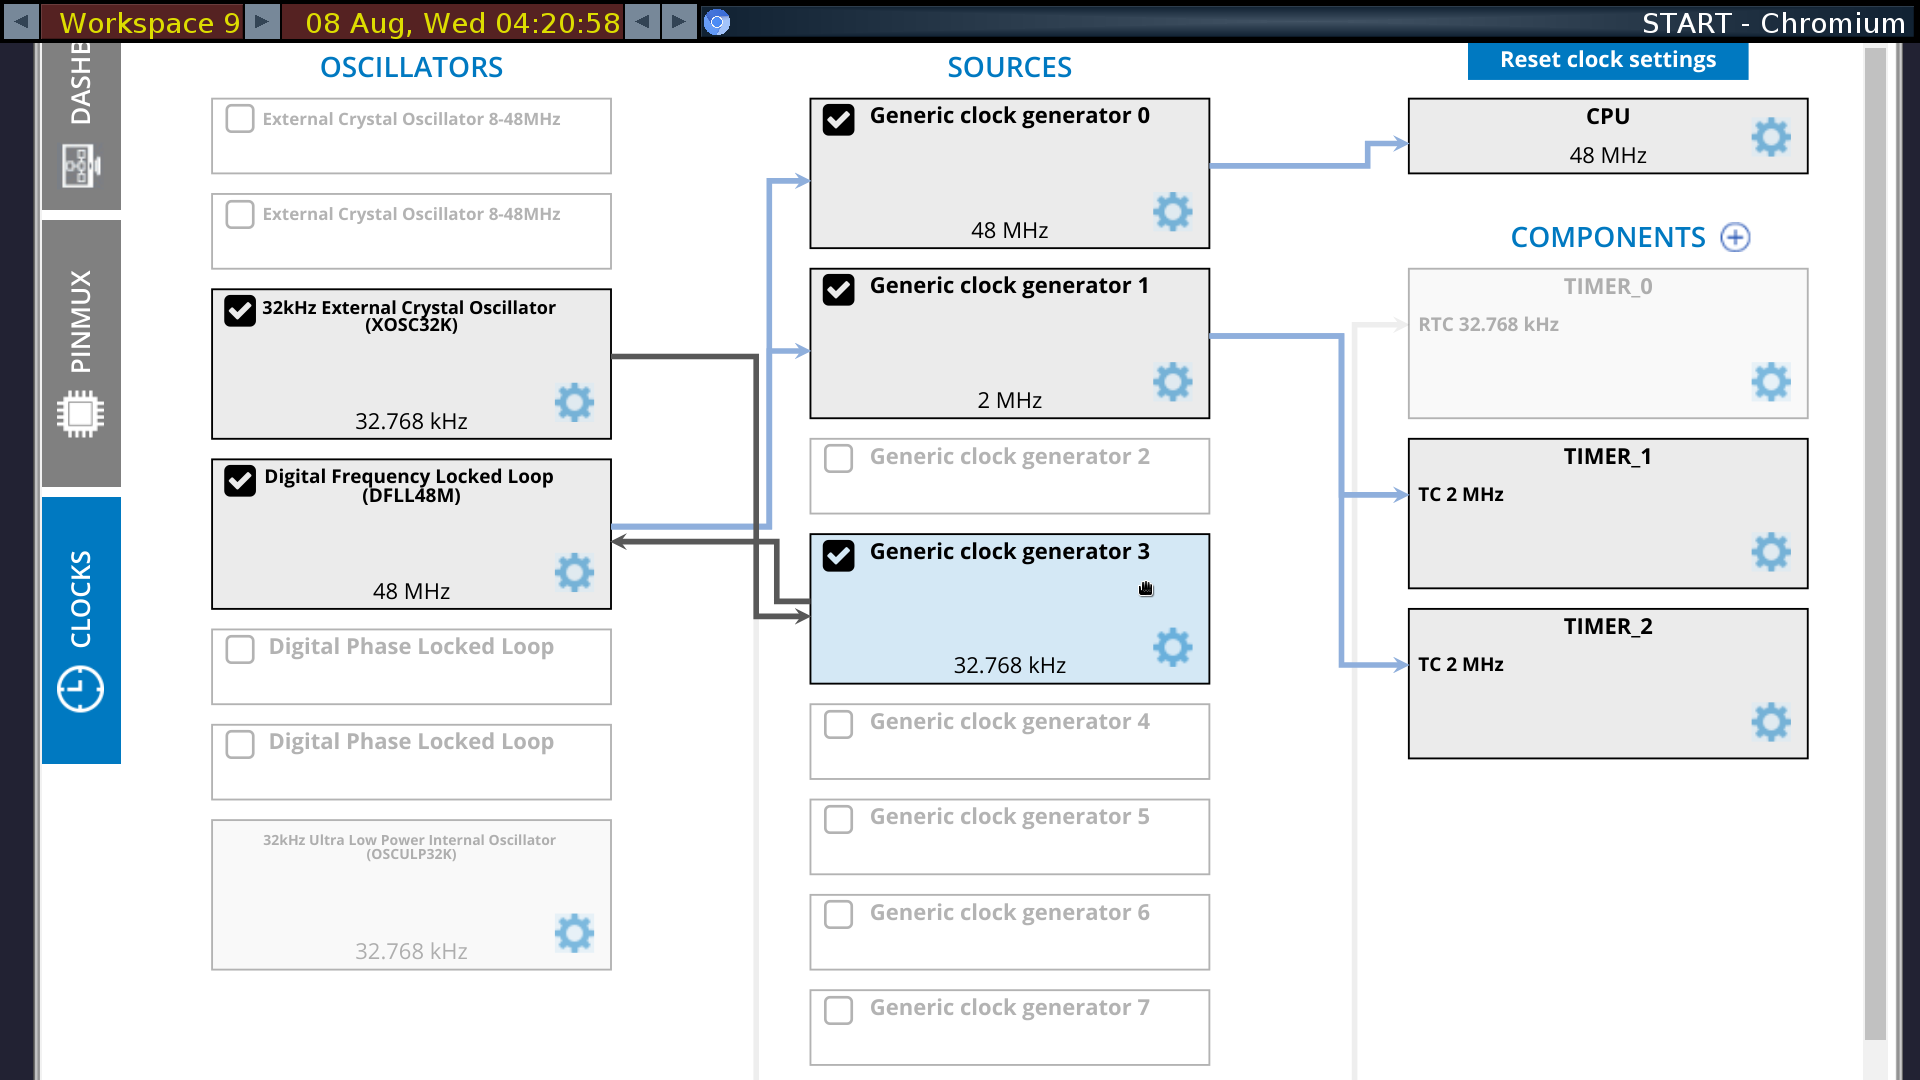 Workspace 9
08 Aug, Wed 04:20:58
START - Chromium
DASHB
PINMUX
CLOCKS
OSCILLATORS
External Crystal Oscillator 8-48MHz
External Crystal Oscillator 8-48MHz
32kHz External Crystal Oscillator
(XOSC32K)
32.768 kHz
Digital Frequency Locked Loop
(DFLL48M)
48 MHz
Digital Phase Locked Loop
Digital Phase Locked Loop
32kHz Ultra Low Power Internal Oscillator
(OSCULP32K)
32.768 kHz
SOURCES
Generic clock generator 0
48 MHz
Generic clock generator 1
2 MHz
Generic clock generator 2
Generic clock generator 3
32.768 kHz
Generic clock generator 4
Generic clock generator 5
Generic clock generator 6
Generic clock generator 7
Reset clock settings
CPU
48 MHz
COMPONENTS
TIMER_0
RTC 32.768 kHz
TIMER_1
TC 2 MHz
TIMER_2
TC 2 MHz